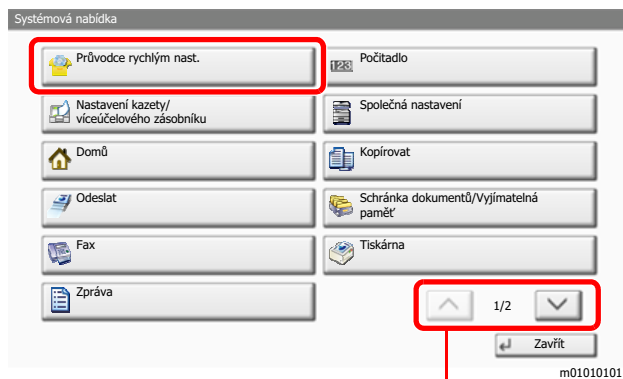 Systémová nabídka
Průvodce rychlým nast.
123 Počitadlo
Nastavení kazety/
víceúčelového zásobníku
Společná nastavení
Domů
Kopírovat
Odeslat
Schránka dokumentů/Vyjímatelná
paměť
Fax
Tiskárna
Zpráva
1/2
Zavřít
m01010101